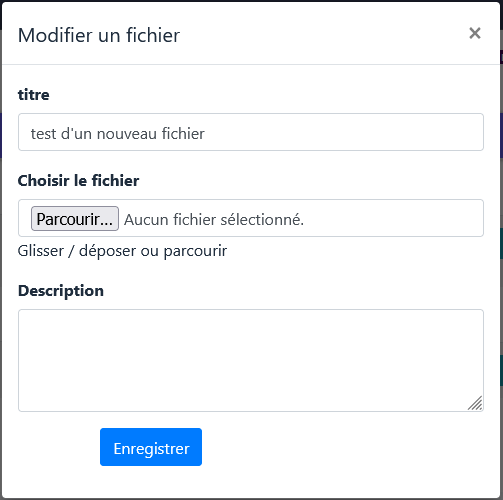 Modifier un fichier ×
titre
test d'un nouveau fichier
Choisir le fichier
Parcourir... Aucun fichier sélectionné.
Glisser / déposer ou parcourir
Description
Enregistrer